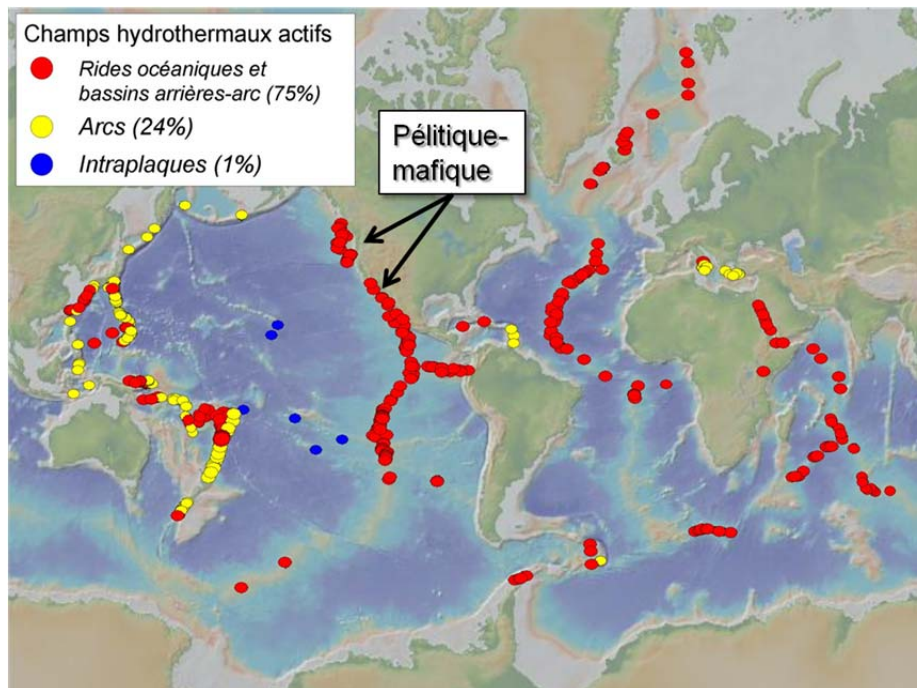 Champs hydrothermaux actifs
Rides océaniques et
bassins arrières-arc (75%)
Arcs (24%)
Intraplaques (1%)
Pélitique-
mafique